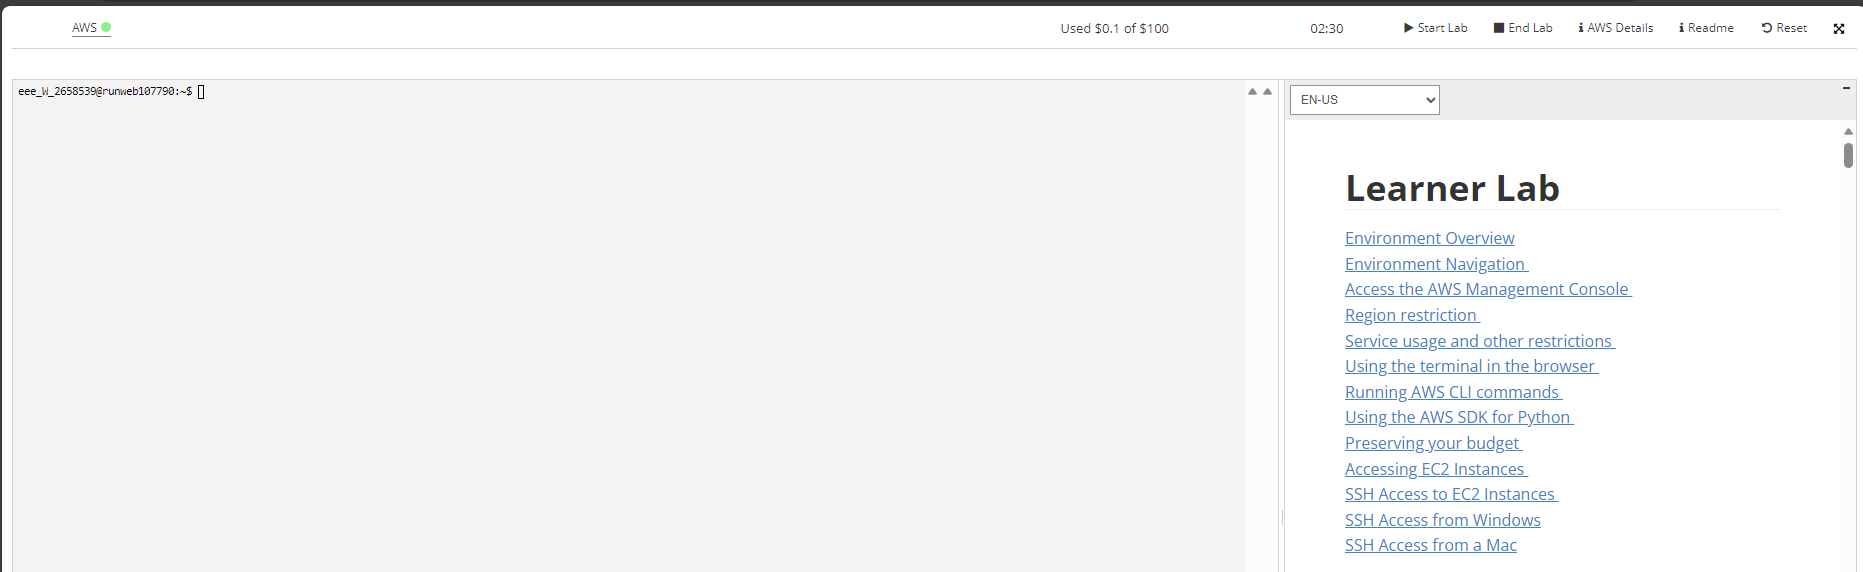 AWS
Used $0.1 of $100
02:30
Start Lab
End Lab
AWS Details
Readme
Reset
eee_W_2658539@runweb107790:~$
EN-US
Learner Lab
Environment Overview
Environment Navigation
Access the AWS Management Console
Region restriction
Service usage and other restrictions
Using the terminal in the browser
Running AWS CLI commands
Using the AWS SDK for Python
Preserving your budget
Accessing EC2 Instances
SSH Access to EC2 Instances
SSH Access from Windows
SSH Access from a Mac